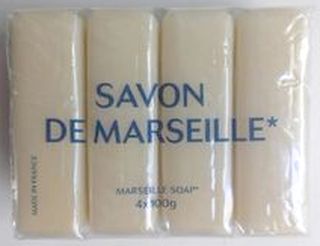 SAVON
DE MARSEILLE*
MADE IN FRANCE
MARSEILLE SOAP**
4x100g